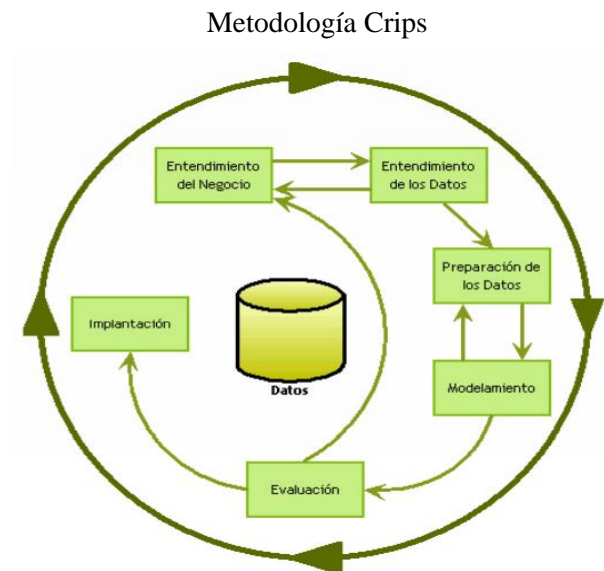 Metodología Crips
Entendimiento
del Negocio
Entendimiento
de los Datos
Preparación de
los Datos
Implantación
Datos
Modelamiento
Evaluación